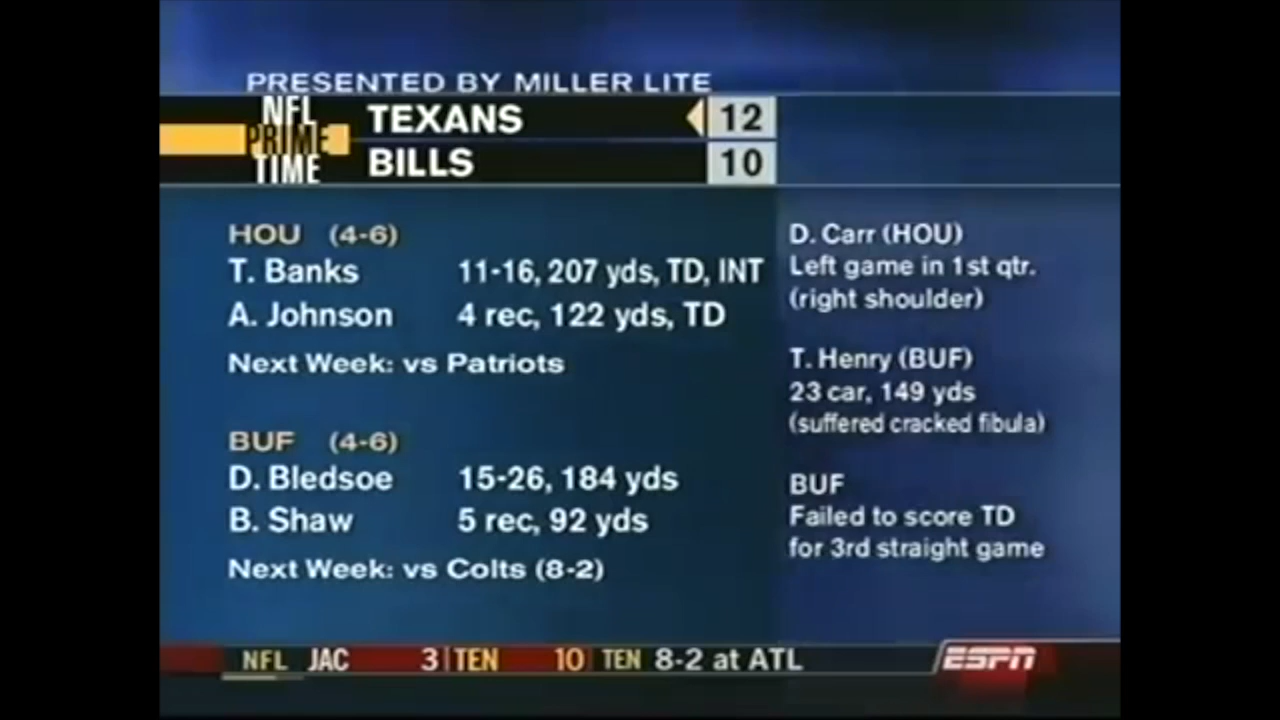 PRESENTED BY MILLER LITE
NFL PRIME TIME
TEXANS 12
BILLS 10
HOU (4-6)
T. Banks 11-16, 207 yds, TD, INT
A. Johnson 4 rec, 122 yds, TD
Next Week: vs Patriots
BUF (4-6)
D. Bledsoe 15-26, 184 yds
B. Shaw 5 rec, 92 yds
Next Week: vs Colts (8-2)
D. Carr (HOU)
Left game in 1st qtr.
(right shoulder)
T. Henry (BUF)
23 car, 149 yds
(suffered cracked fibula)
BUF
Failed to score TD
for 3rd straight game
NFL JAC 3 TEN 10 TEN 8-2 at ATL ESPN